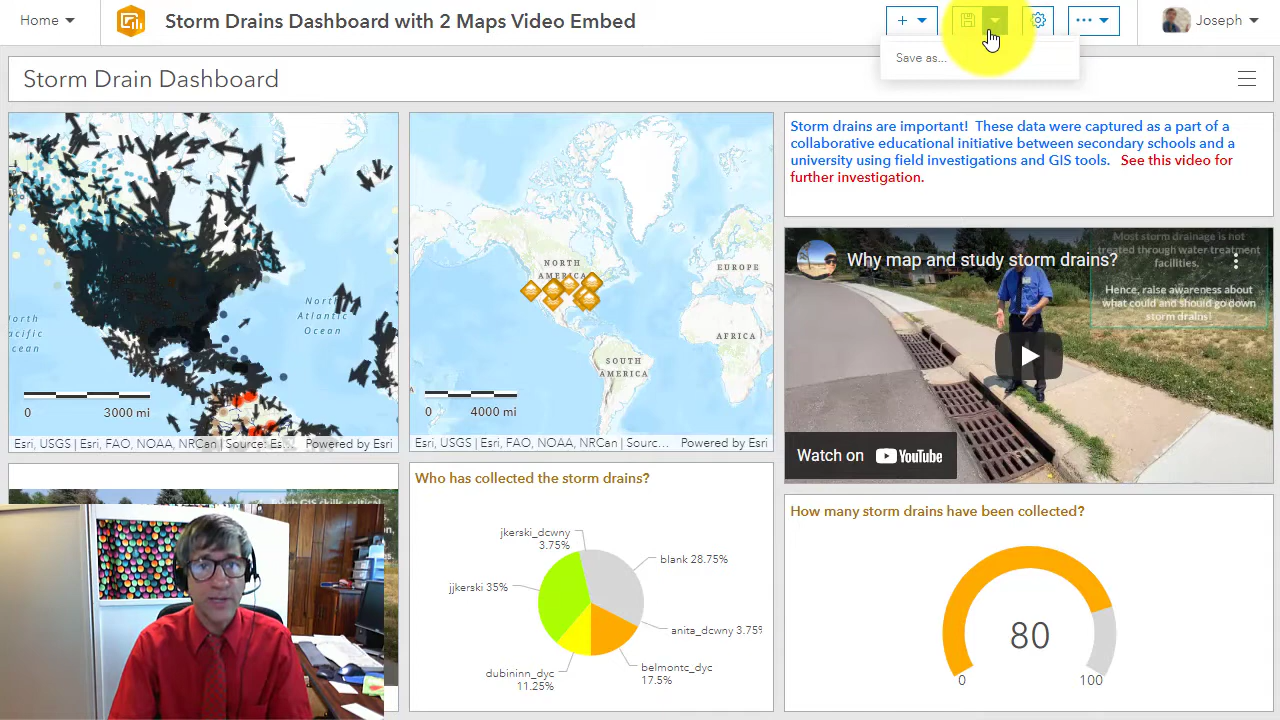 Home
Storm Drains Dashboard with 2 Maps Video Embed
Joseph
Save as...
Storm Drain Dashboard
Storm drains are important! These data were captured as a part of a
collaborative educational initiative between secondary schools and a
university using field investigations and GIS tools. See this video for
further investigation.
North
Atlantic
Ocean
0 3000 mi
Esri, USGS | Esri, FAO, NOAA, NRCan | Source: Es... Powered by Esri
NORTH
AMERICA
EUROPE
AFRICA
SOUTH
AMERICA
0 4000 mi
Esri, USGS | Esri, FAO, NOAA, NRCan | Sourc... Powered by Esri
Most storm drainage is not
treated through water treatment
facilities.
Why map and study storm drains?
Hence, raise awareness about
what could and should go down
storm drains!
Watch on YouTube
Who has collected the storm drains?
jkerski_dcwny
3.75%
blank 28.75%
jjkerski 35%
anita_dcwny 3.75%
belmontc_dyc
17.5%
dubininn_dyc
11.25%
How many storm drains have been collected?
80
0 100